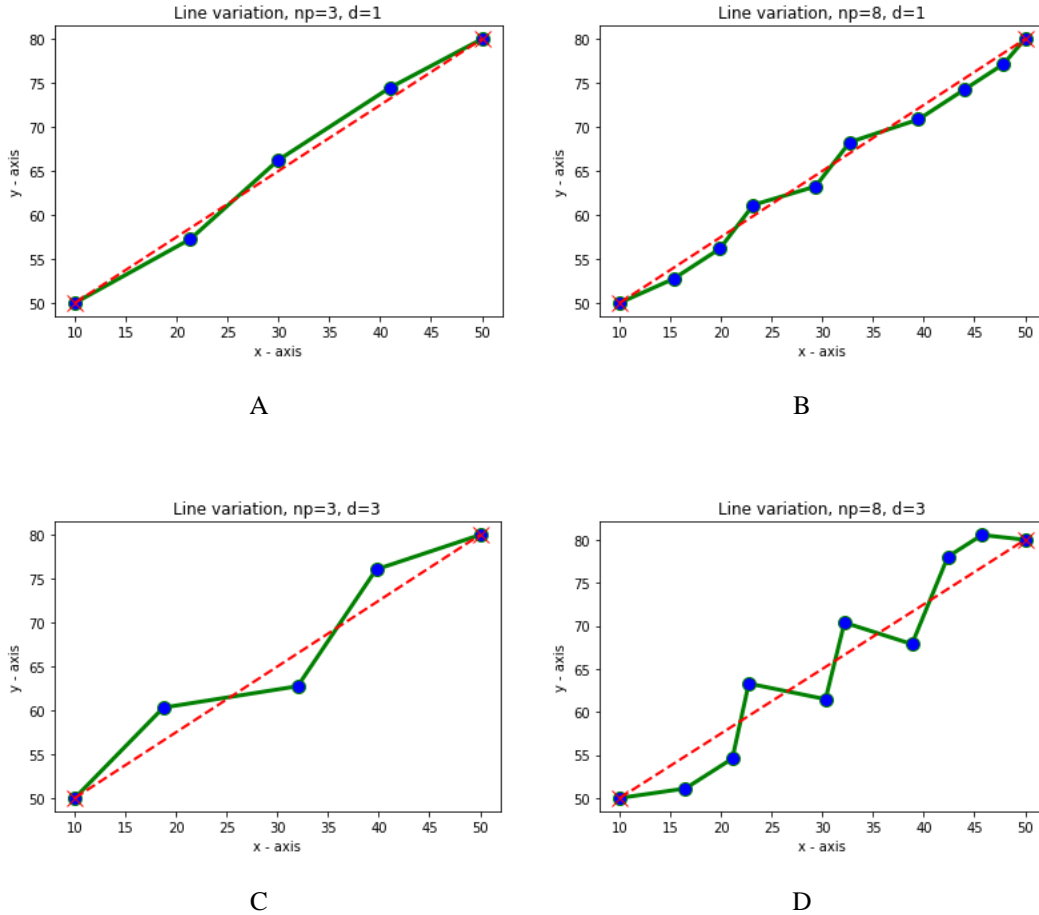 Line variation, np=3, d=1
80
75
70
65
60
55
50
y - axis
10 15 20 25 30 35 40 45 50
x - axis
A
Line variation, np=8, d=1
80
75
70
65
60
55
50
y - axis
10 15 20 25 30 35 40 45 50
x - axis
B
Line variation, np=3, d=3
80
75
70
65
60
55
50
y - axis
10 15 20 25 30 35 40 45 50
x - axis
C
Line variation, np=8, d=3
80
75
70
65
60
55
50
y - axis
10 15 20 25 30 35 40 45 50
x - axis
D